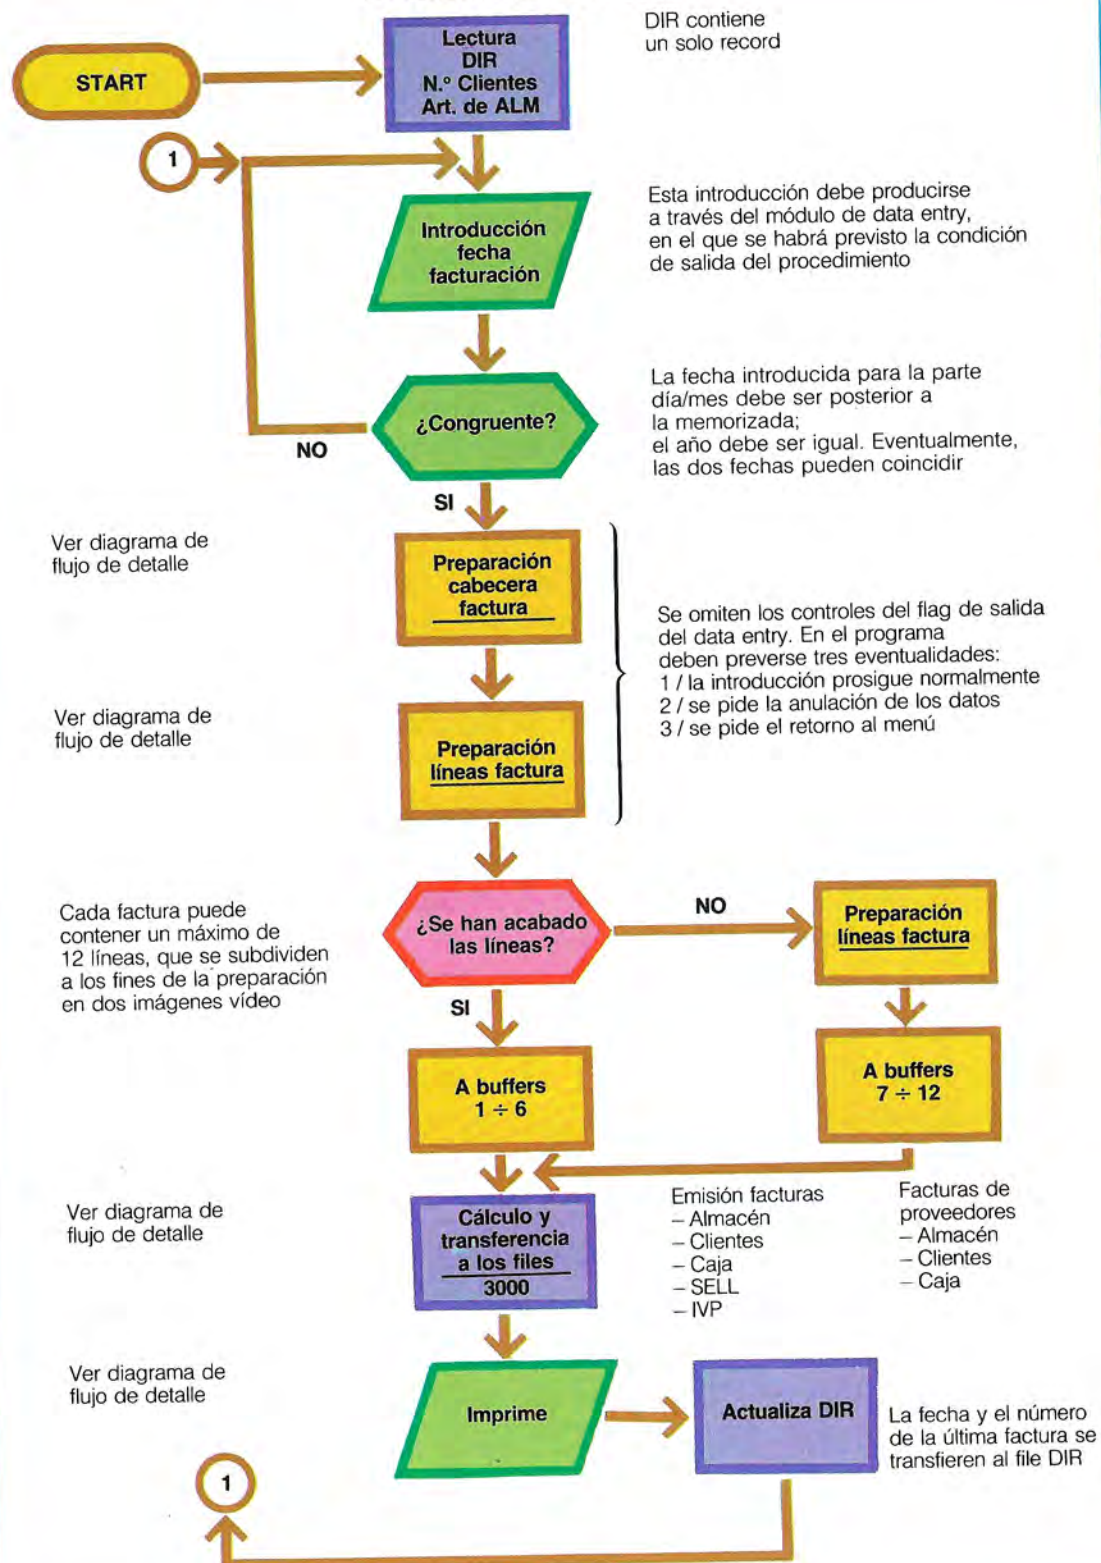 START
Lectura
DIR
N.º Clientes
Art. de ALM
DIR contiene
un solo record
1
Introducción
fecha
facturación
Esta introducción debe producirse
a través del módulo de data entry,
en el que se habrá previsto la condición
de salida del procedimiento
¿Congruente?
NO
SI
La fecha introducida para la parte
día/mes debe ser posterior a
la memorizada;
el año debe ser igual. Eventualmente,
las dos fechas pueden coincidir
Ver diagrama de
flujo de detalle
Preparación
cabecera
factura
Se omiten los controles del flag de salida
del data entry. En el programa
deben preverse tres eventualidades:
1 / la introducción prosigue normalmente
2 / se pide la anulación de los datos
3 / se pide el retorno al menú
Ver diagrama de
flujo de detalle
Preparación
líneas factura
Cada factura puede
contener un máximo de
12 líneas, que se subdividen
a los fines de la preparación
en dos imágenes vídeo
¿Se han acabado
las líneas?
NO
SI
Preparación
líneas factura
A buffers
1 ÷ 6
A buffers
7 ÷ 12
Ver diagrama de
flujo de detalle
Cálculo y
transferencia
a los files
3000
Emisión facturas
– Almacén
– Clientes
– Caja
– SELL
– IVP
Facturas de
proveedores
– Almacén
– Clientes
– Caja
Ver diagrama de
flujo de detalle
Imprime
Actualiza DIR
La fecha y el número
de la última factura se
transfieren al file DIR
1